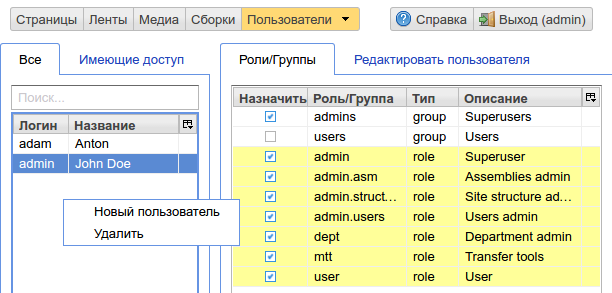 Страницы Ленты Медиа Сборки Пользователи Справка Выход (admin)
Все Имеющие доступ
Поиск...
Логин Название
adam Anton
admin John Doe
Новый пользователь
Удалить
Роли/Группы Редактировать пользователя
Назначить Роль/Группа Тип Описание
admins group Superusers
users group Users
admin role Superuser
admin.asm role Assemblies admin
admin.struct... role Site structure ad...
admin.users role Users admin
dept role Department admin
mtt role Transfer tools
user role User